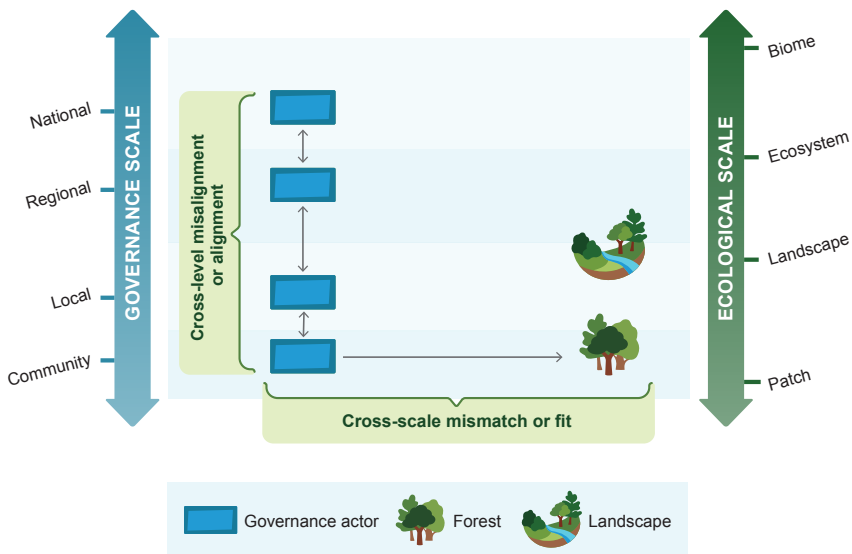 GOVERNANCE SCALE
National
Regional
Local
Community
Cross-level misalignment
or alignment
Cross-scale mismatch or fit
ECOLOGICAL SCALE
Biome
Ecosystem
Landscape
Patch
Governance actor
Forest
Landscape